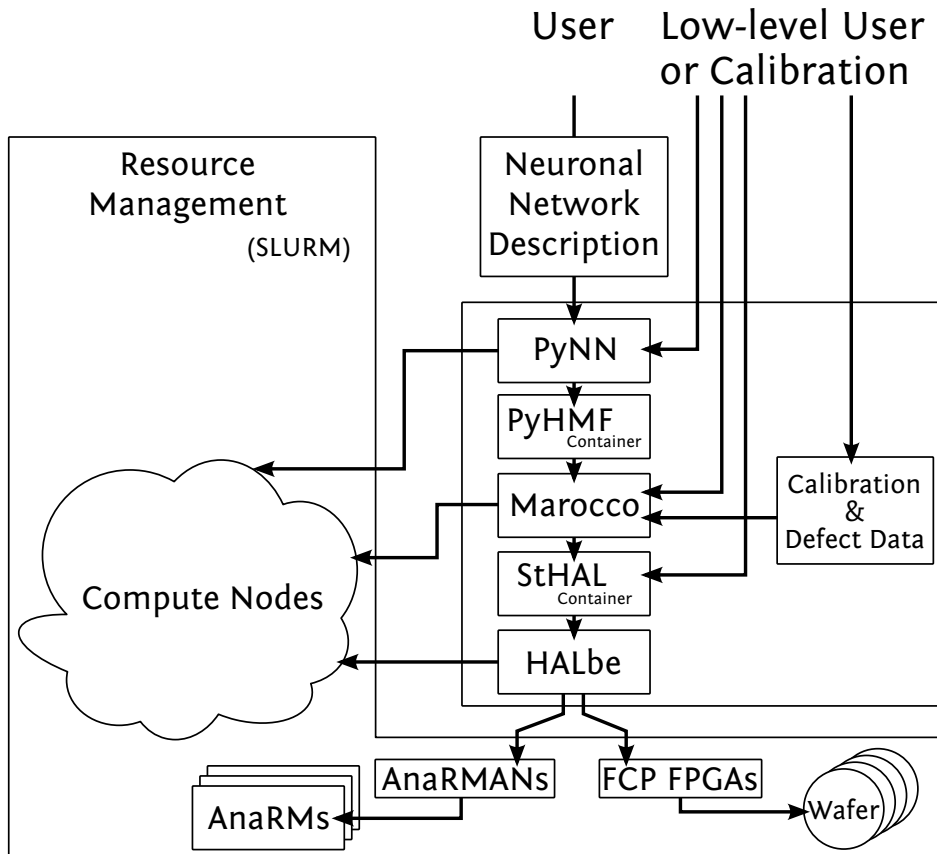 User
Low-level User
or Calibration
Resource
Management
(SLURM)
Neuronal
Network
Description
PyNN
PyHMF
Container
Marocco
Calibration
&
Defect Data
StHAL
Container
Compute Nodes
HALbe
AnaRMANs
FCP FPGAs
AnaRMs
Wafer